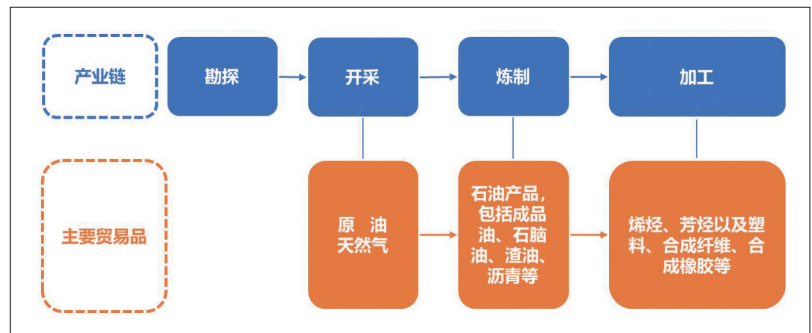 产业链
勘探
开采
炼制
加工
主要贸易品
原 油
天然气
石油产品，
包括成品
油、石脑
油、渣油、
沥青等
烯烃、芳烃以及塑
料、合成纤维、合
成橡胶等